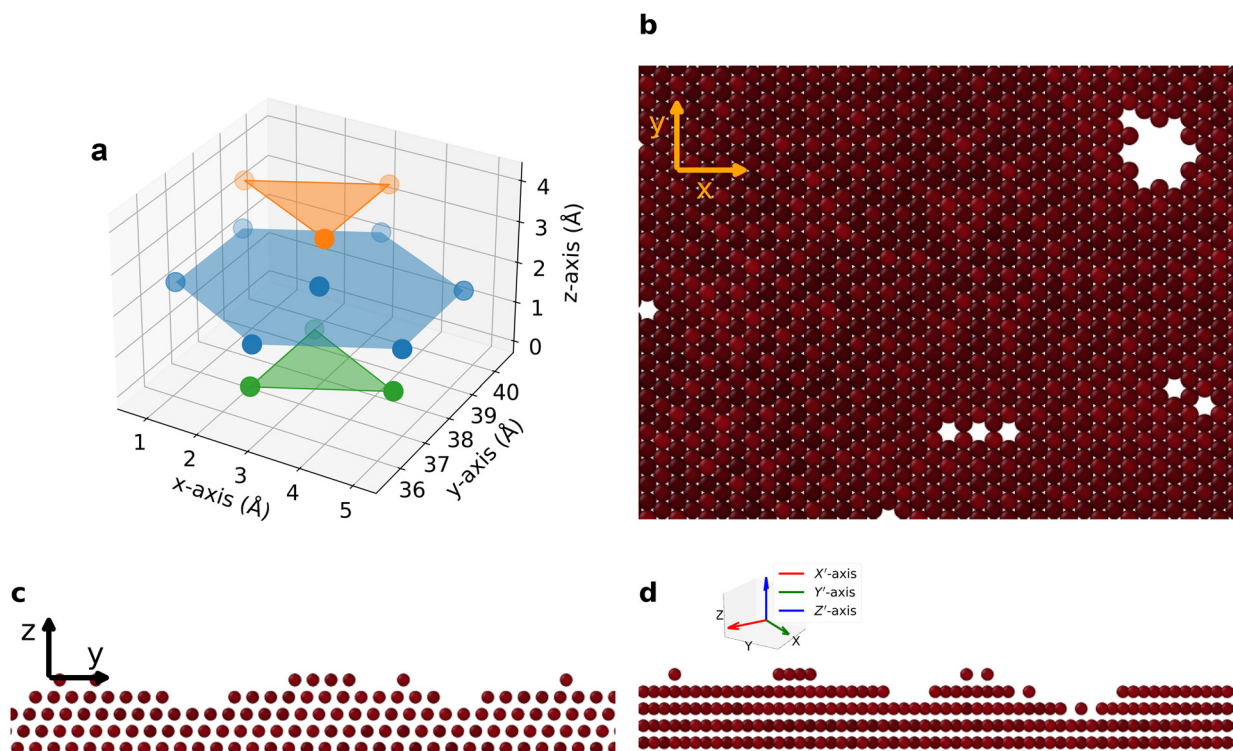 a
4
3
2
1
0
z-axis (Å)
40
39
38
37
36
y-axis (Å)
1
2
3
4
5
x-axis (Å)
b
y
x
c
z
y
d
X′-axis
Y′-axis
Z′-axis
Z
Y
X